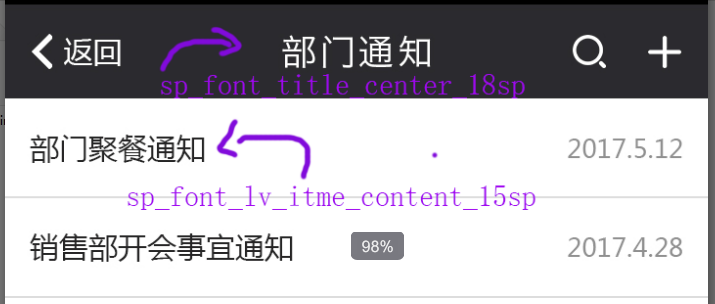 返回 部门通知
sp_font_title_center_18sp
部门聚餐通知 2017.5.12
sp_font_lv_itme_content_15sp
销售部开会事宜通知 98% 2017.4.28